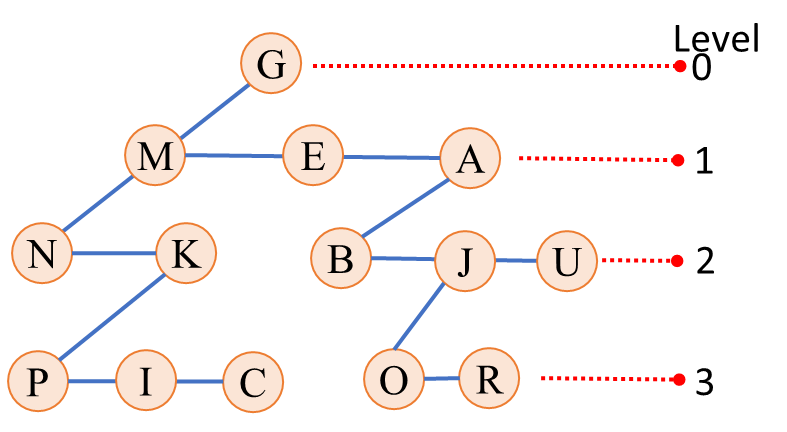 Level
G 0
M E A 1
N K B J U 2
P I C O R 3